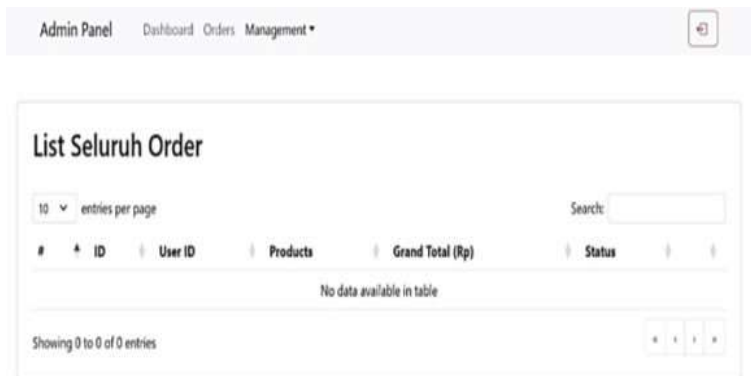 Admin Panel Dashboard Orders Management
List Seluruh Order
10 entries per page Search:
# ID User ID Products Grand Total (Rp) Status
No data available in table
Showing 0 to 0 of 0 entries
« ‹ › »